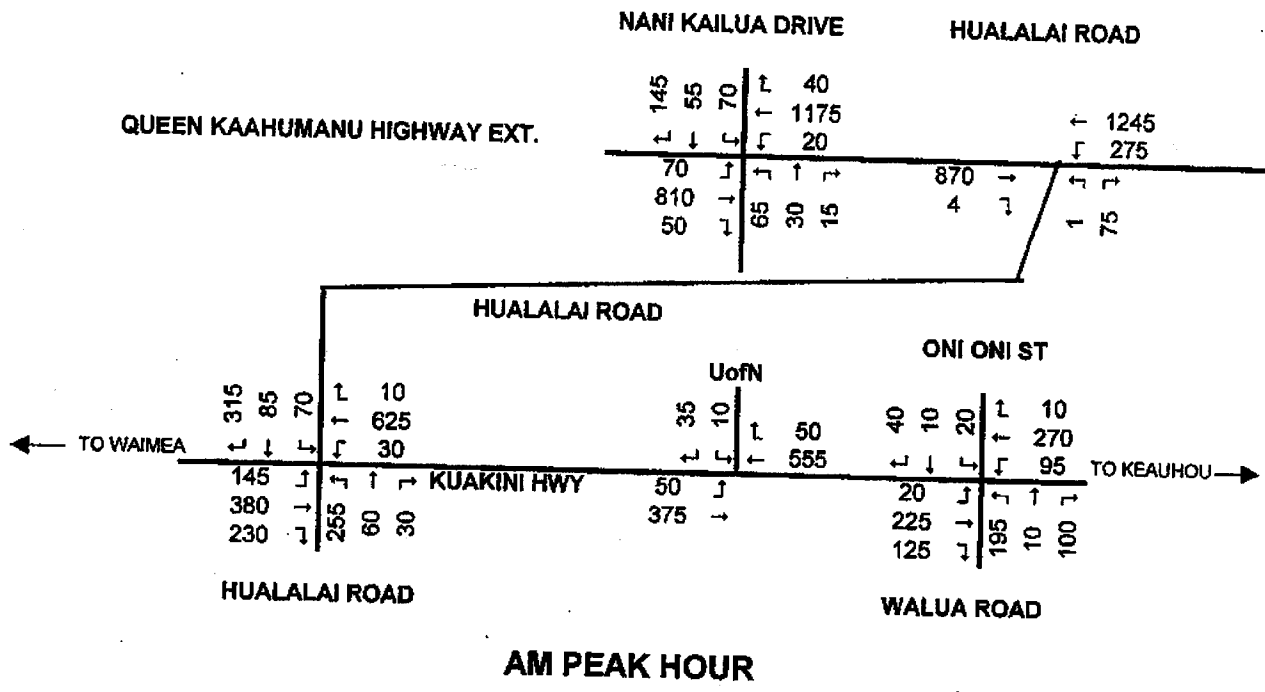 NANI KAILUA DRIVE
HUALALAI ROAD
QUEEN KAAHUMANU HIGHWAY EXT.
145 55 70
40
1175
20
70
810
50
65 30 15
1245
275
870
4
1 75
HUALALAI ROAD
ONI ONI ST
UofN
315 85 70
10
625
30
TO WAIMEA
145
380
230
255 60 30
KUAKINI HWY
35 10
50
555
50
375
40 10 20
10
270
95
TO KEAUHOU
20
225
125
195 10 100
HUALALAI ROAD
WALUA ROAD
AM PEAK HOUR